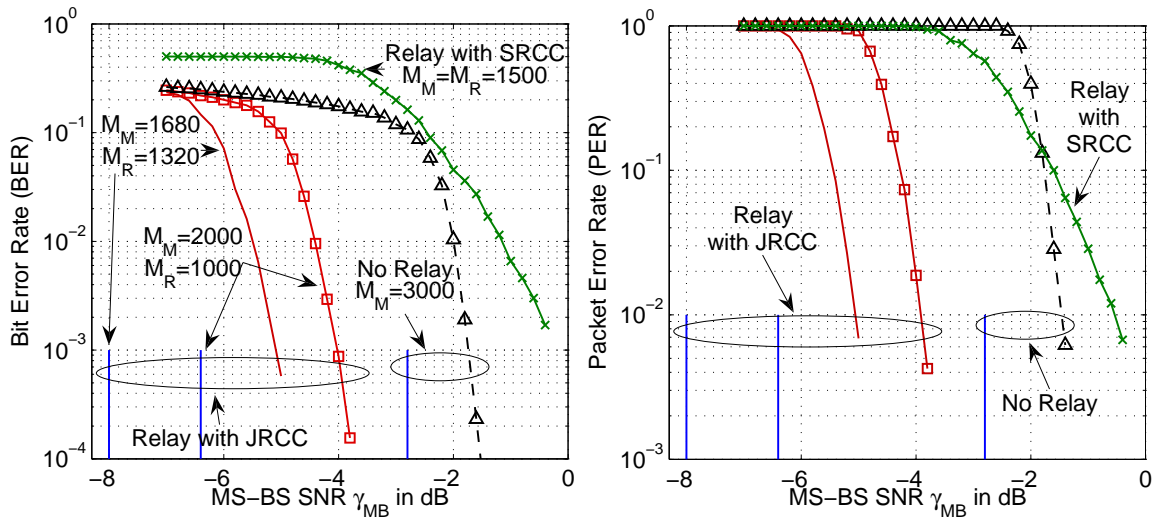 10^0
10^-1
10^-2
10^-3
10^-4
Bit Error Rate (BER)
Relay with SRCC
M_M=M_R=1500
M_M=1680
M_R=1320
M_M=2000
M_R=1000
No Relay
M_M=3000
Relay with JRCC
−8
−6
−4
−2
0
MS−BS SNR γ_MB in dB
10^0
10^-1
10^-2
10^-3
Packet Error Rate (PER)
Relay
with
SRCC
Relay
with JRCC
No Relay
−8
−6
−4
−2
0
MS−BS SNR γ_MB in dB